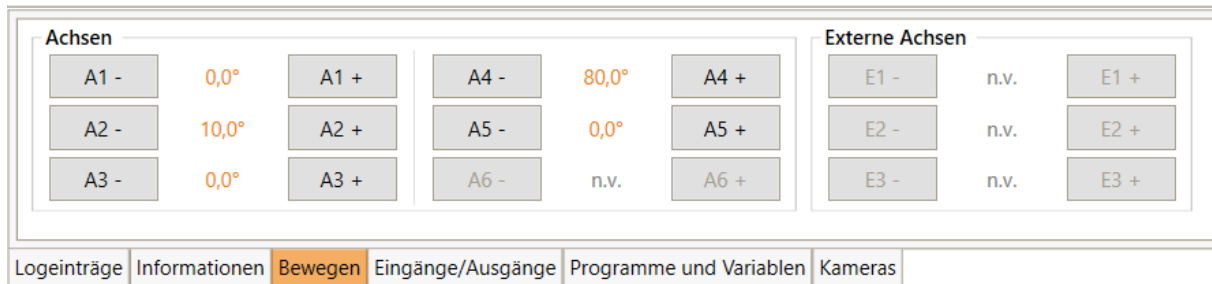 Achsen Externe Achsen
A1 - 0,0° A1 + A4 - 80,0° A4 + E1 - n.v. E1 +
A2 - 10,0° A2 + A5 - 0,0° A5 + E2 - n.v. E2 +
A3 - 0,0° A3 + A6 - n.v. A6 + E3 - n.v. E3 +
Logeinträge Informationen Bewegen Eingänge/Ausgänge Programme und Variablen Kameras